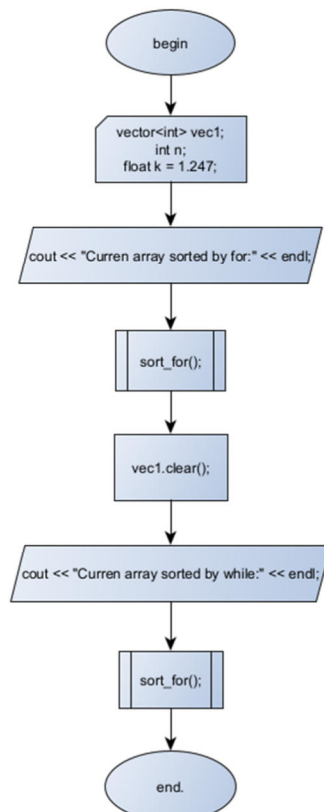 begin
vector<int> vec1;
int n;
float k = 1.247;
cout << "Curren array sorted by for:" << endl;
sort_for();
vec1.clear();
cout << "Curren array sorted by while:" << endl;
sort_for();
end.